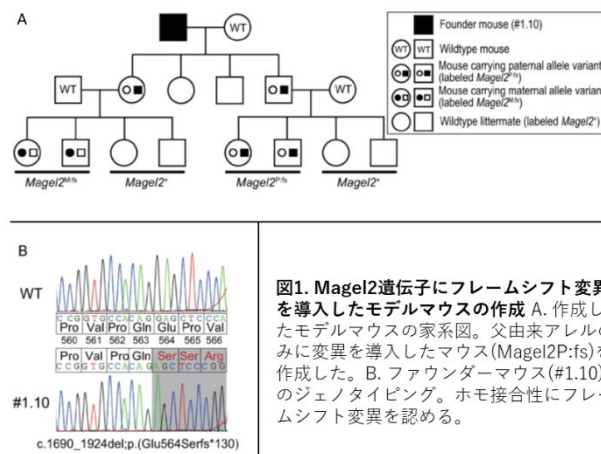 A
WT
Founder mouse (#1.10)
WT WT Wildtype mouse
Mouse carrying paternal allele variant
(labeled Magel2P:fs)
Mouse carrying maternal allele variant
(labeled Magel2M:fs)
Wildtype littermate (labeled Magel2+)
WT WT
Magel2M:fs Magel2+ Magel2P:fs Magel2+
B
WT
C C G G T G C C A C A G G A G C T C C C A
Pro Val Pro Gln Glu Leu Pro
560 561 562 563 564 565 566
Pro Val Pro Gln Ser Ser Arg
C C G G T G C C A C A G A G C T C C C G G
#1.10
c.1690_1924del;p.(Glu564Serfs*130)
図1. Magel2遺伝子にフレームシフト変異
を導入したモデルマウスの作成 A. 作成し
たモデルマウスの家系図。父由来アレルの
みに変異を導入したマウス(Magel2P:fs)を
作成した。B. ファウンダーマウス(#1.10)
のジェノタイピング。ホモ接合性にフレー
ムシフト変異を認める。